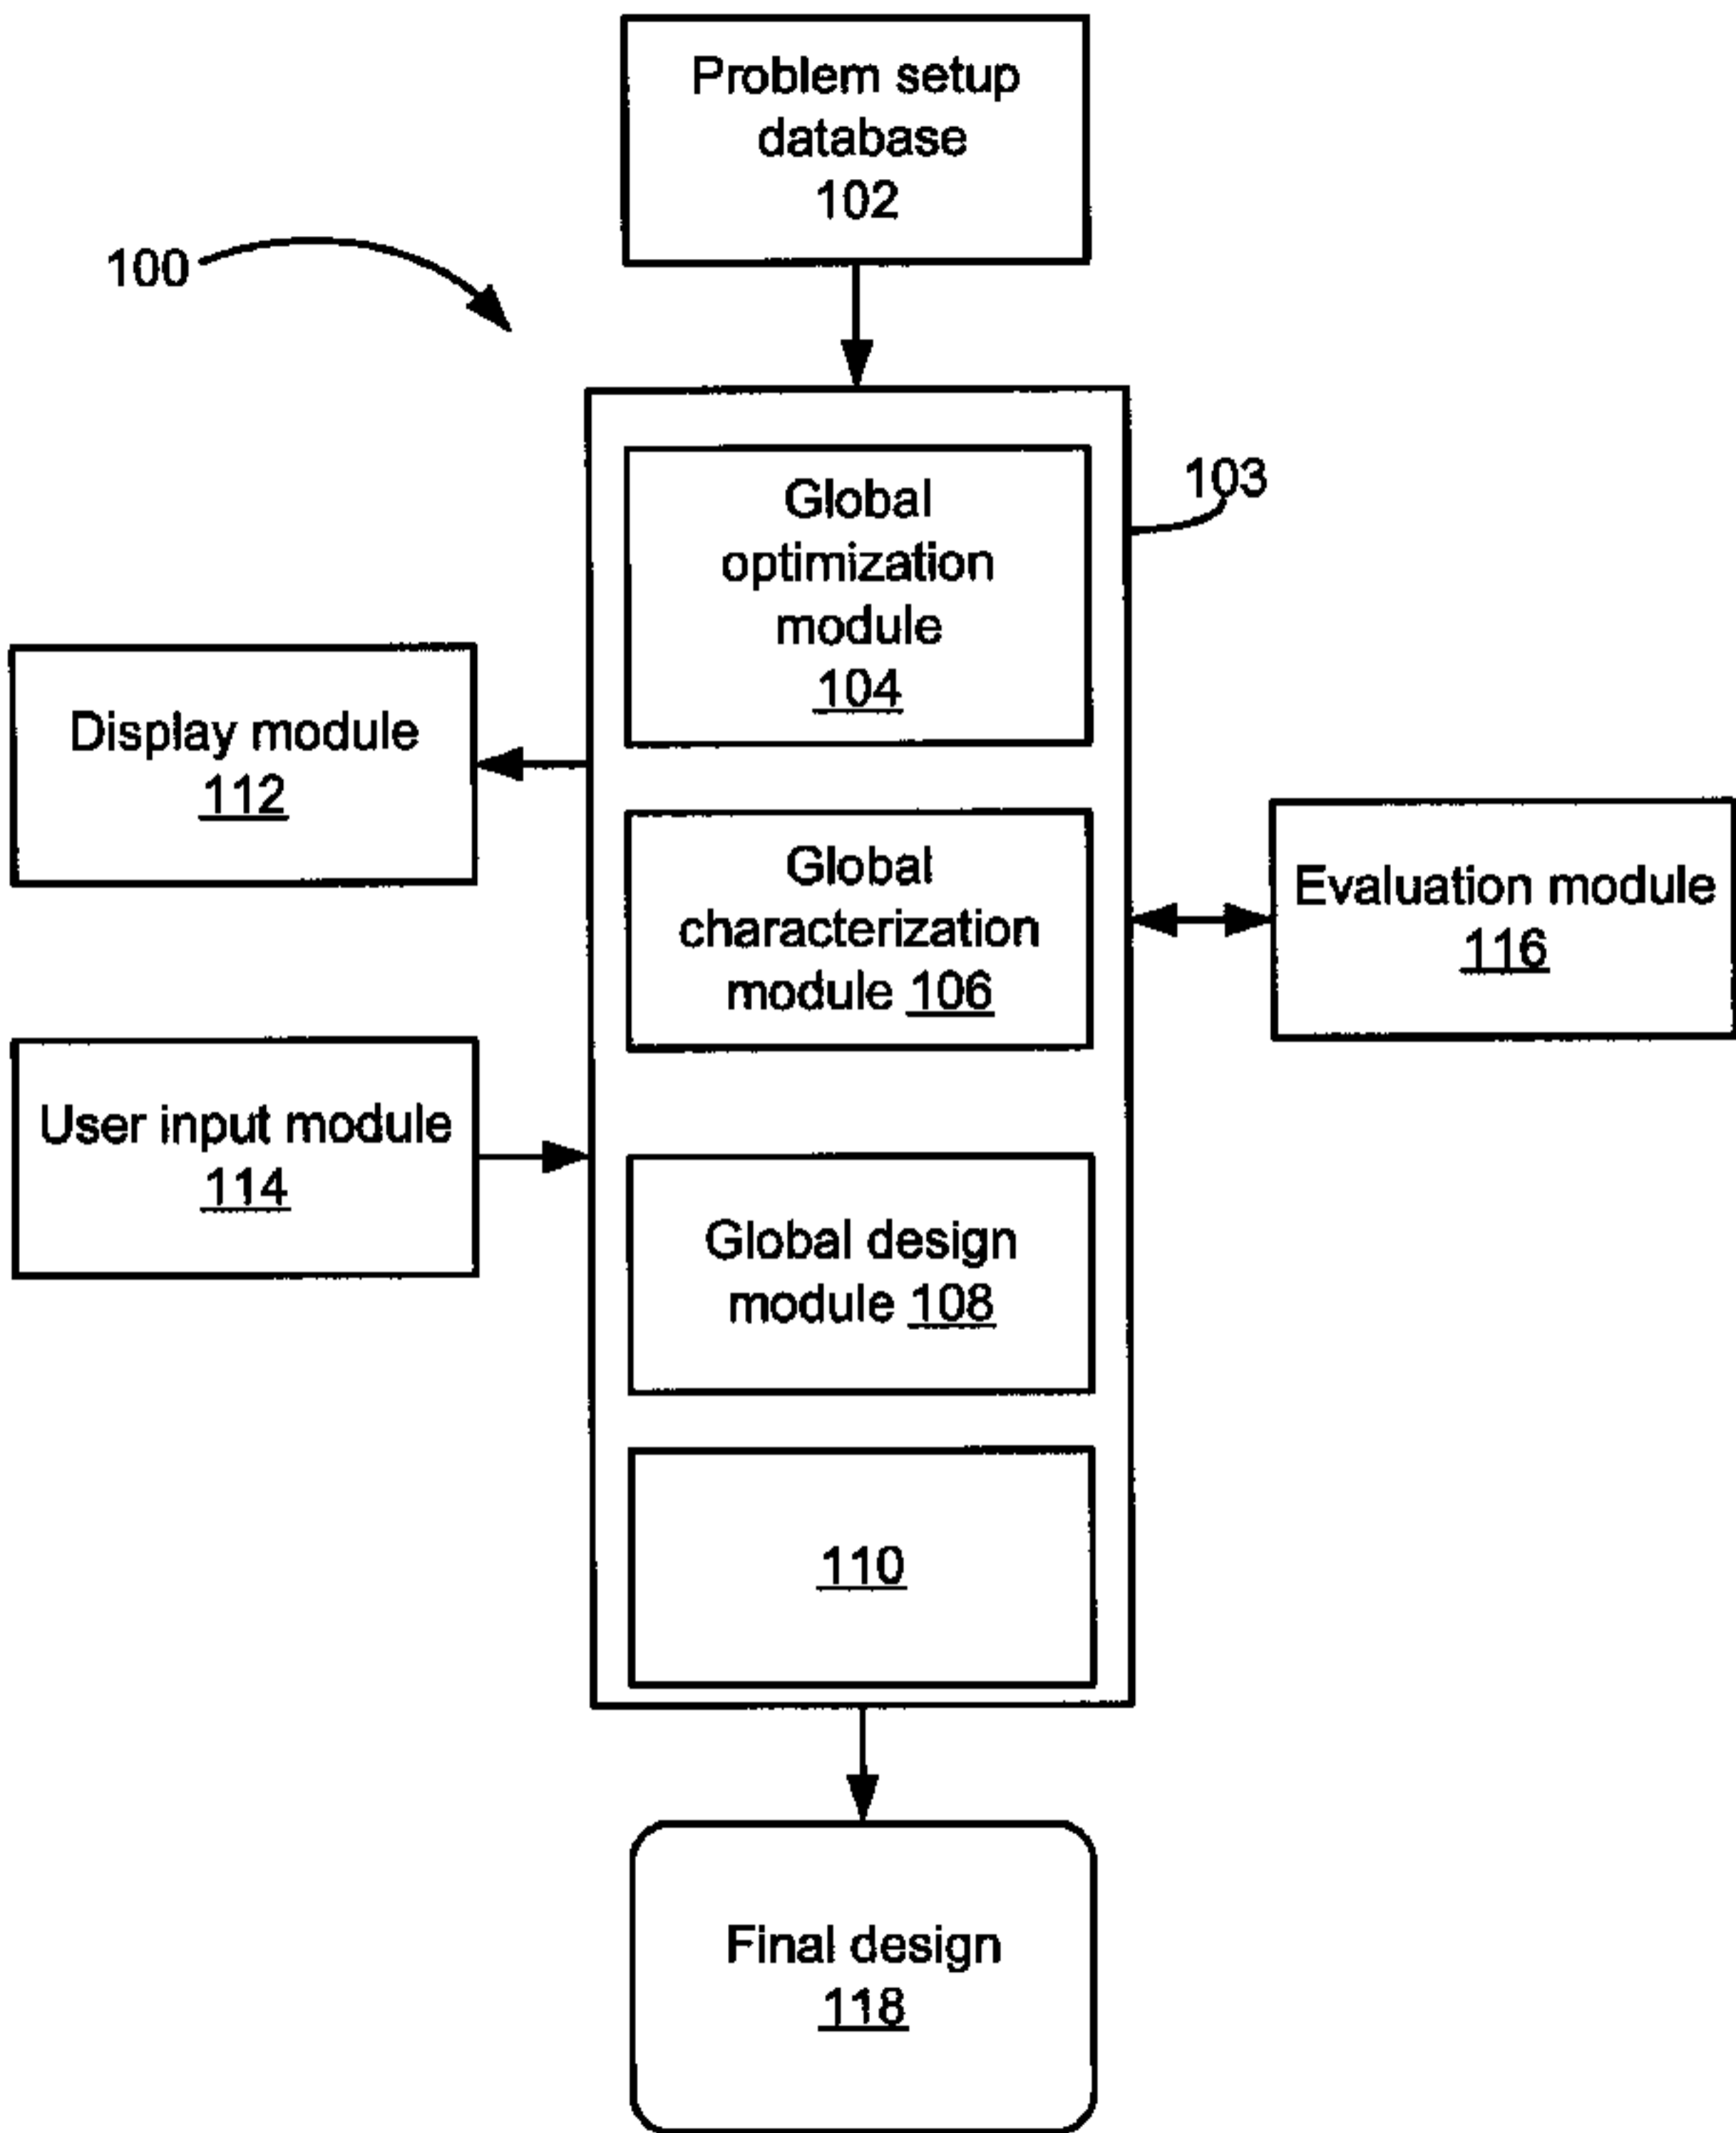 Problem setup
database
102
100
Global
optimization
module
104
103
Display module
112
Global
characterization
module 106
Evaluation module
116
User input module
114
Global design
module 108
110
Final design
118